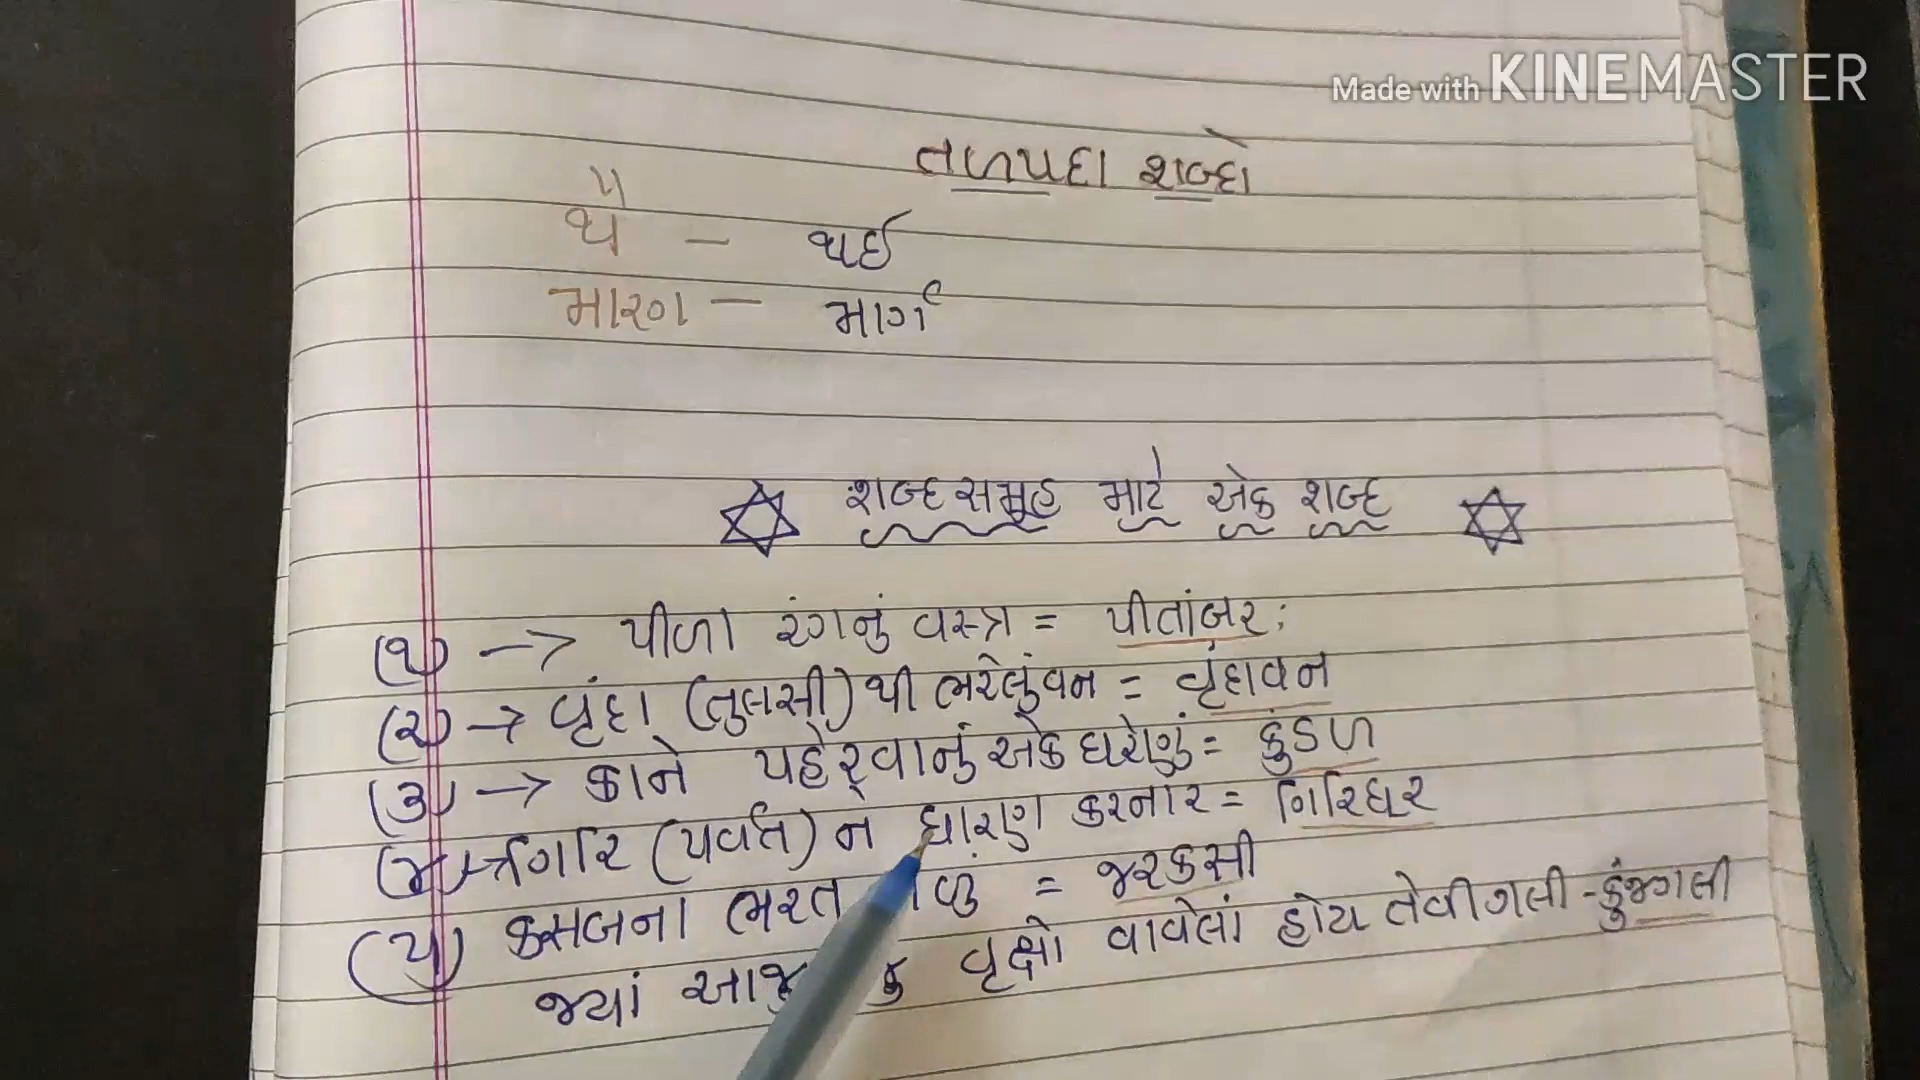 Made with KINEMASTER
તળપદા શબ્દો
થૈ - થઈ
મારગ - માર્ગ
શબ્દસમૂહ માટે એક શબ્દ
(૧) → પીળા રંગનું વસ્ત્ર = પીતાંબર;
(૨) → વૃંદા (તુલસી) થી ભરેલું વન = વૃંદાવન
(૩) → કાને પહેરવાનું એક ઘરેણું = કુંડળ
(૪) → ગિરિ (પર્વત) ને ધારણ કરનાર = ગિરિધર
(૫) કસબના ભરત = જરકસી
જ્યાં વૃક્ષો વાવેલાં હોય તેવી ગલી - કુંજગલી